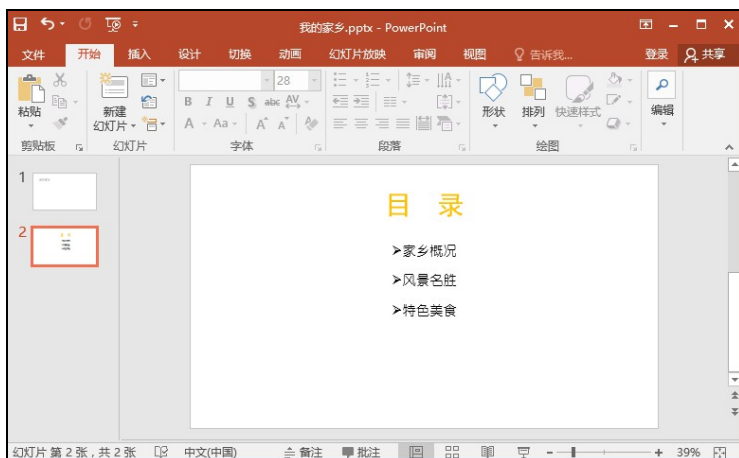 我的家乡.pptx - PowerPoint
文件 开始 插入 设计 切换 动画 幻灯片放映 审阅 视图 告诉我... 登录 共享
28
粘贴 新建 幻灯片 B I U S abc AV 形状 排列 快速样式 编辑
A Aa A A
剪贴板 幻灯片 字体 段落 绘图
1
2
目 录
➢家乡概况
➢风景名胜
➢特色美食
幻灯片 第 2 张，共 2 张 中文(中国) 备注 批注 39%